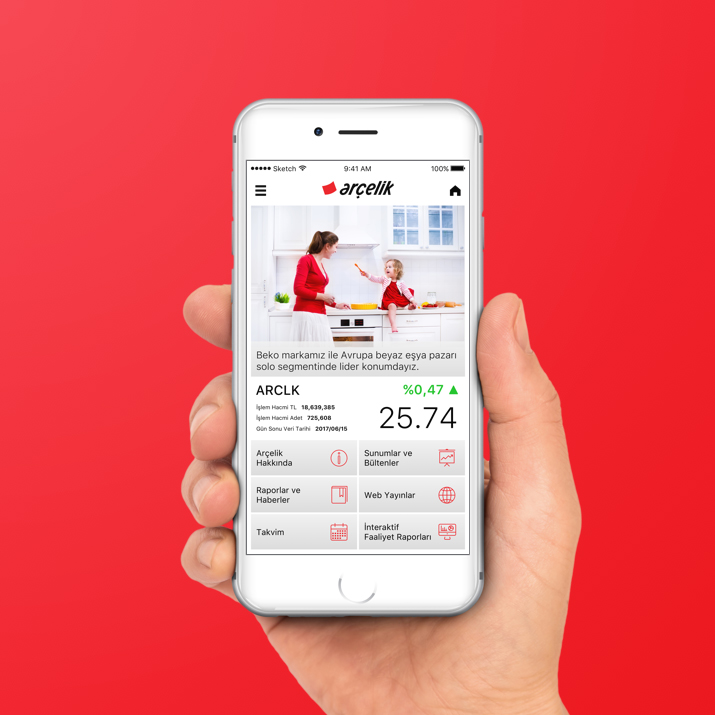 Sketch 9:41 AM 100%
arçelik
Beko markamız ile Avrupa beyaz eşya pazarı
solo segmentinde lider konumdayız.
ARCLK %0,47
İşlem Hacmi TL 18,639,385
İşlem Hacmi Adet 725,608
Gün Sonu Veri Tarihi 2017/06/15
25.74
Arçelik
Hakkında
Sunumlar ve
Bültenler
Raporlar ve
Haberler
Web Yayınlar
Takvim
İnteraktif
Faaliyet Raporları